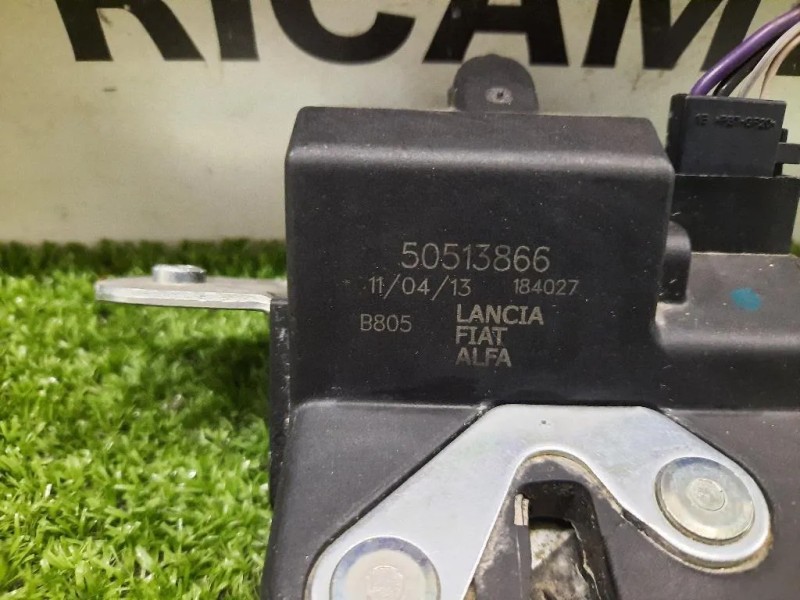 RICAM
50513866
11/04/13 184027
B805 LANCIA
FIAT
ALFA